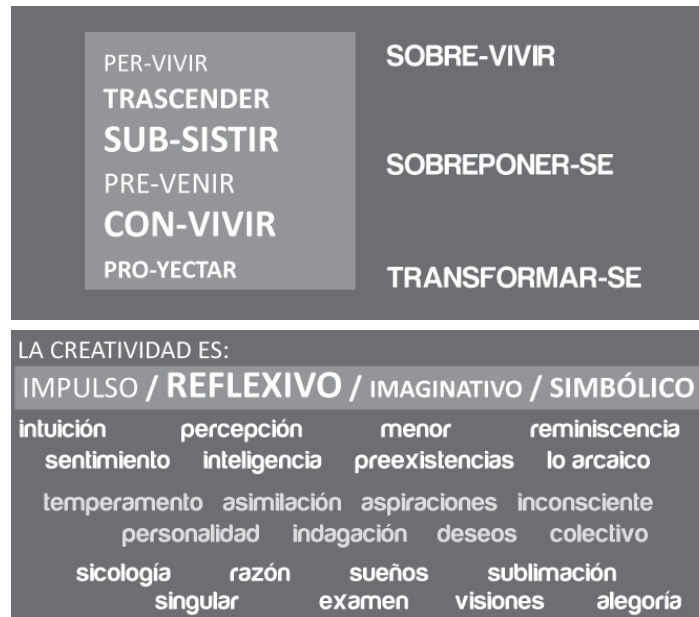 PER-VIVIR
TRASCENDER
SUB-SISTIR
PRE-VENIR
CON-VIVIR
PRO-YECTAR
SOBRE-VIVIR
SOBREPONER-SE
TRANSFORMAR-SE
LA CREATIVIDAD ES:
IMPULSO / REFLEXIVO / IMAGINATIVO / SIMBÓLICO
intuición percepción menor reminiscencia
sentimiento inteligencia preexistencias lo arcaico
temperamento asimilación aspiraciones inconsciente
personalidad indagación deseos colectivo
sicología razón sueños sublimación
singular examen visiones alegoría